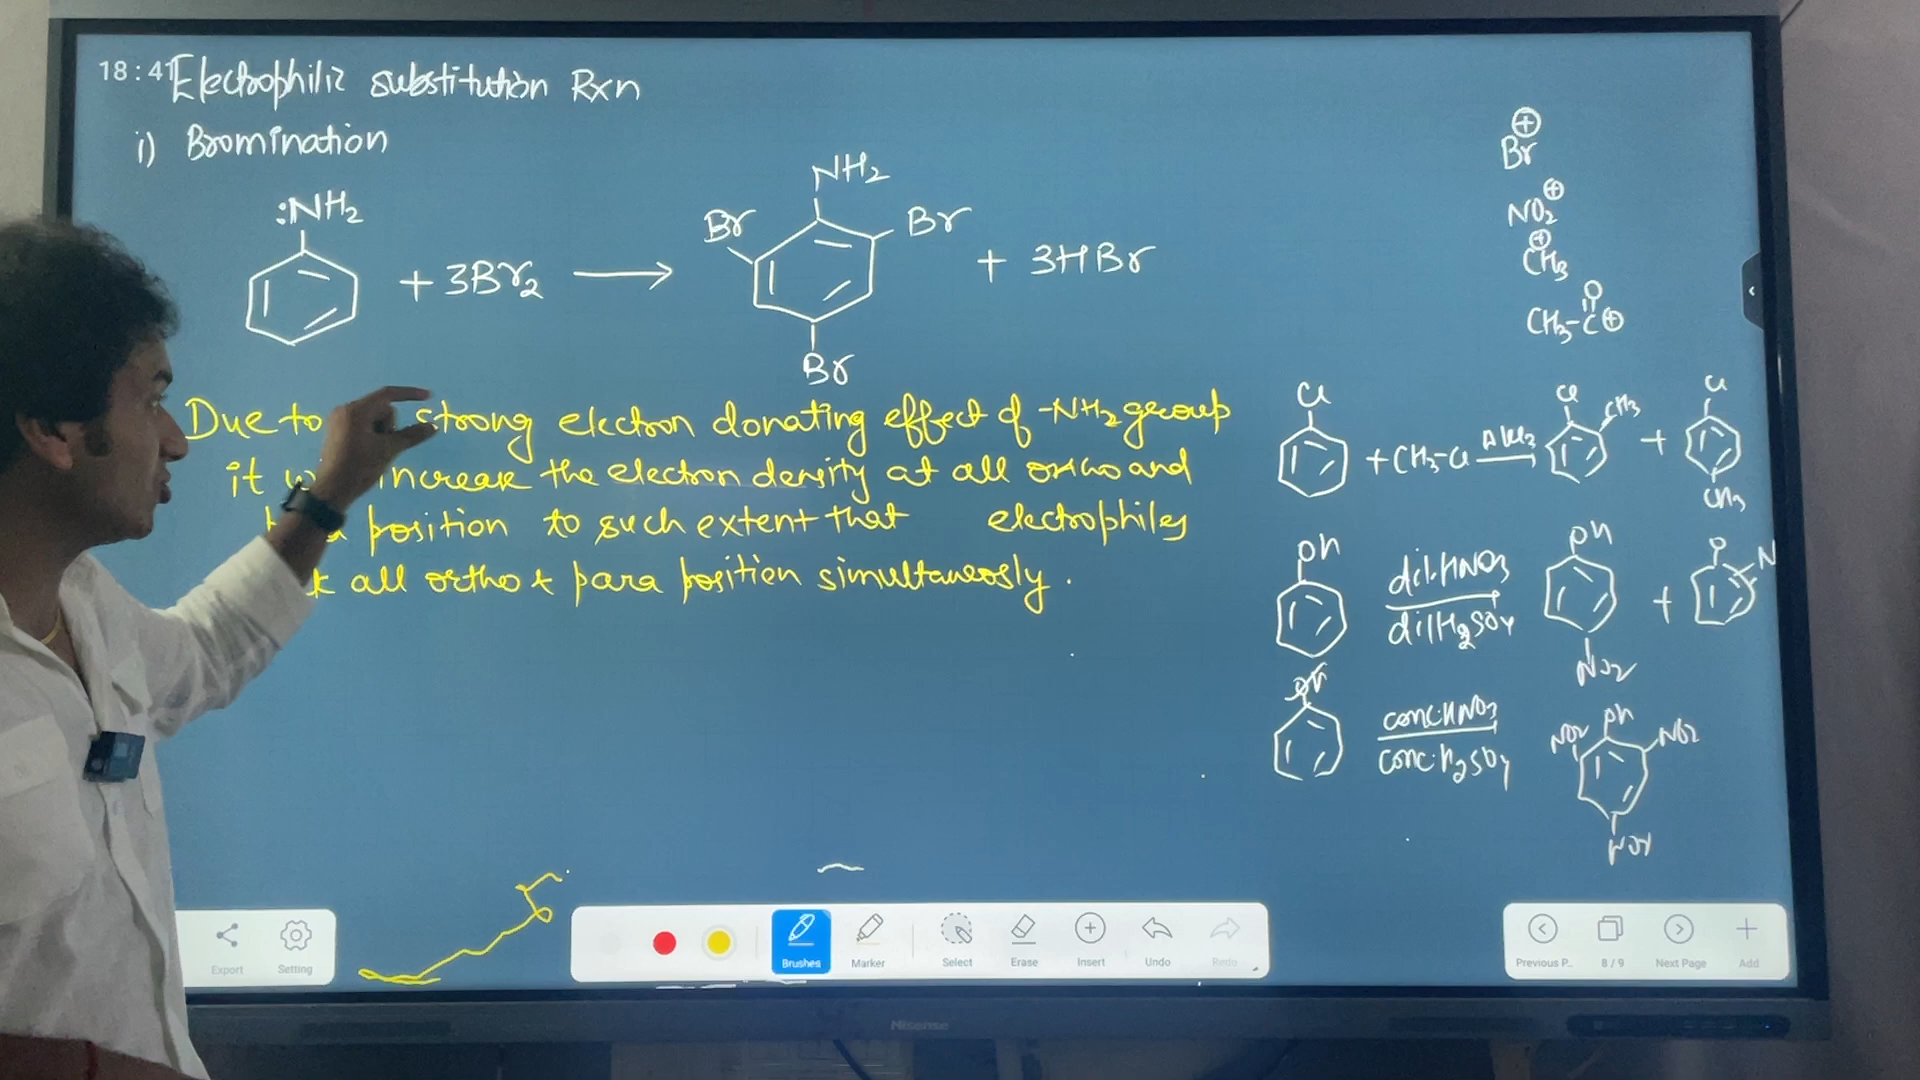 18:41
Electrophilic substitution Rxn
i) Bromination
:NH2 + 3Br2 → NH2 Br Br Br + 3HBr
Due to strong electron donating effect of -NH2 group
it increase the electron density at all ortho and
position to such extent that electrophiles
all ortho + para position simultaneosly.
Br⊕
NO2⊕
⊕CH3
CH3-C⊕ O
Cl + CH3-Cl AlCl3 Cl CH3 + Cl CH3
OH dil.HNO3 dilH2SO4 OH NO2 +
OH conc.HNO3 conc.H2SO4 OH NO2 NO2 NO2
Export Setting
Brushes Marker Select Erase Insert Undo Redo
Previous P.. 8/9 Next Page Add
Hisense